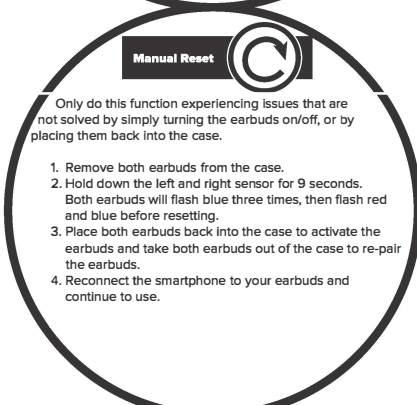 Manual Reset
Only do this function experiencing issues that are
not solved by simply turning the earbuds on/off, or by
placing them back into the case.
1. Remove both earbuds from the case.
2. Hold down the left and right sensor for 9 seconds.
Both earbuds will flash blue three times, then flash red
and blue before resetting.
3. Place both earbuds back into the case to activate the
earbuds and take both earbuds out of the case to re-pair
the earbuds.
4. Reconnect the smartphone to your earbuds and
continue to use.